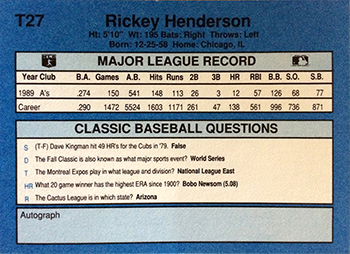 T27
Rickey Henderson
Ht: 5'10" Wt: 195 Bats: Right Throws: Left
Born: 12-25-58 Home: Chicago, IL
MAJOR LEAGUE RECORD
Year Club B.A. Games A.B. Hits Runs 2B 3B HR RBI B.B. S.O. S.B.
1989 A's .274 150 541 148 113 26 3 12 57 126 68 77
Career .290 1472 5524 1603 1171 261 47 138 561 996 736 871
CLASSIC BASEBALL QUESTIONS
S (T-F) Dave Kingman hit 49 HR's for the Cubs in '79. False
D The Fall Classic is also known as what major sports event? World Series
T The Montreal Expos play in what league and division? National League East
HR What 20 game winner has the highest ERA since 1900? Bobo Newsom (5.08)
R The Cactus League is in which state? Arizona
Autograph